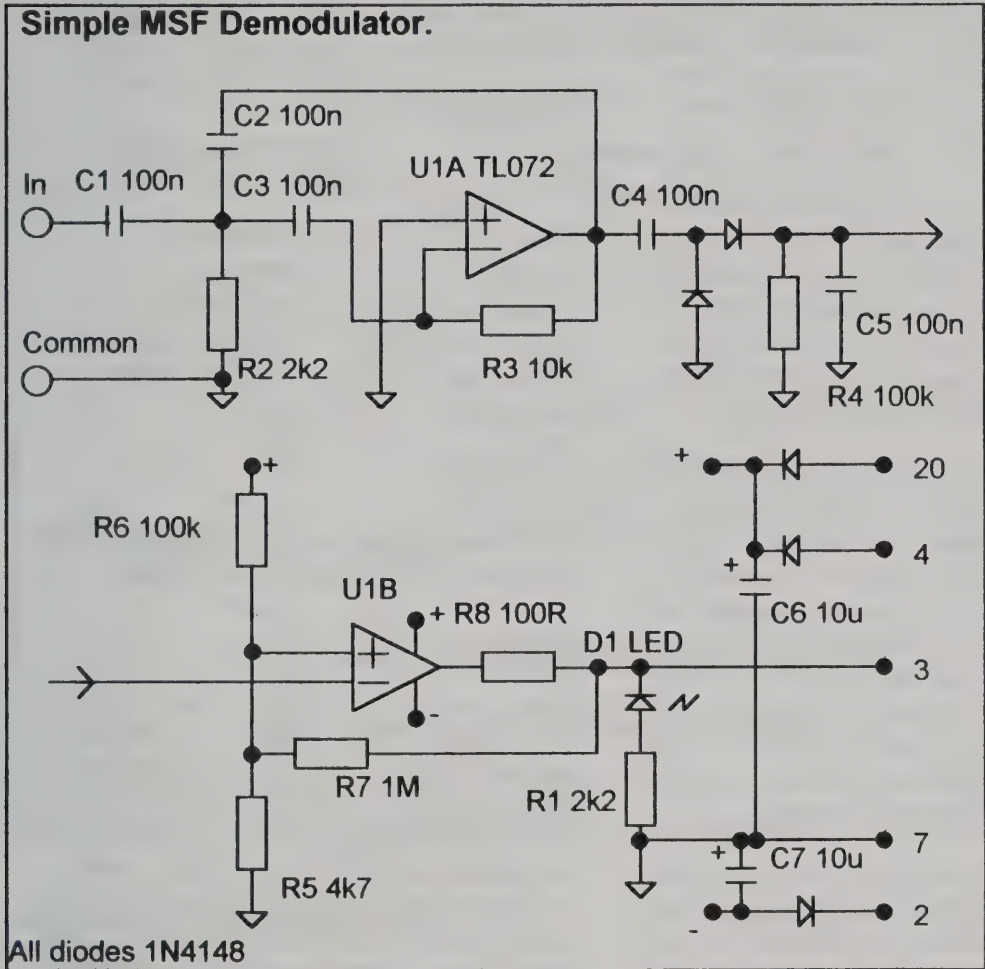 Simple MSF Demodulator.
C2 100n
U1A TL072
In
C1 100n
C3 100n
C4 100n
+
-
Common
R2 2k2
R3 10k
C5 100n
R4 100k
+
+
20
R6 100k
4
+
U1B
C6 10u
+ R8 100R
D1 LED
+
3
-
-
R7 1M
R1 2k2
7
+
C7 10u
R5 4k7
2
-
All diodes 1N4148